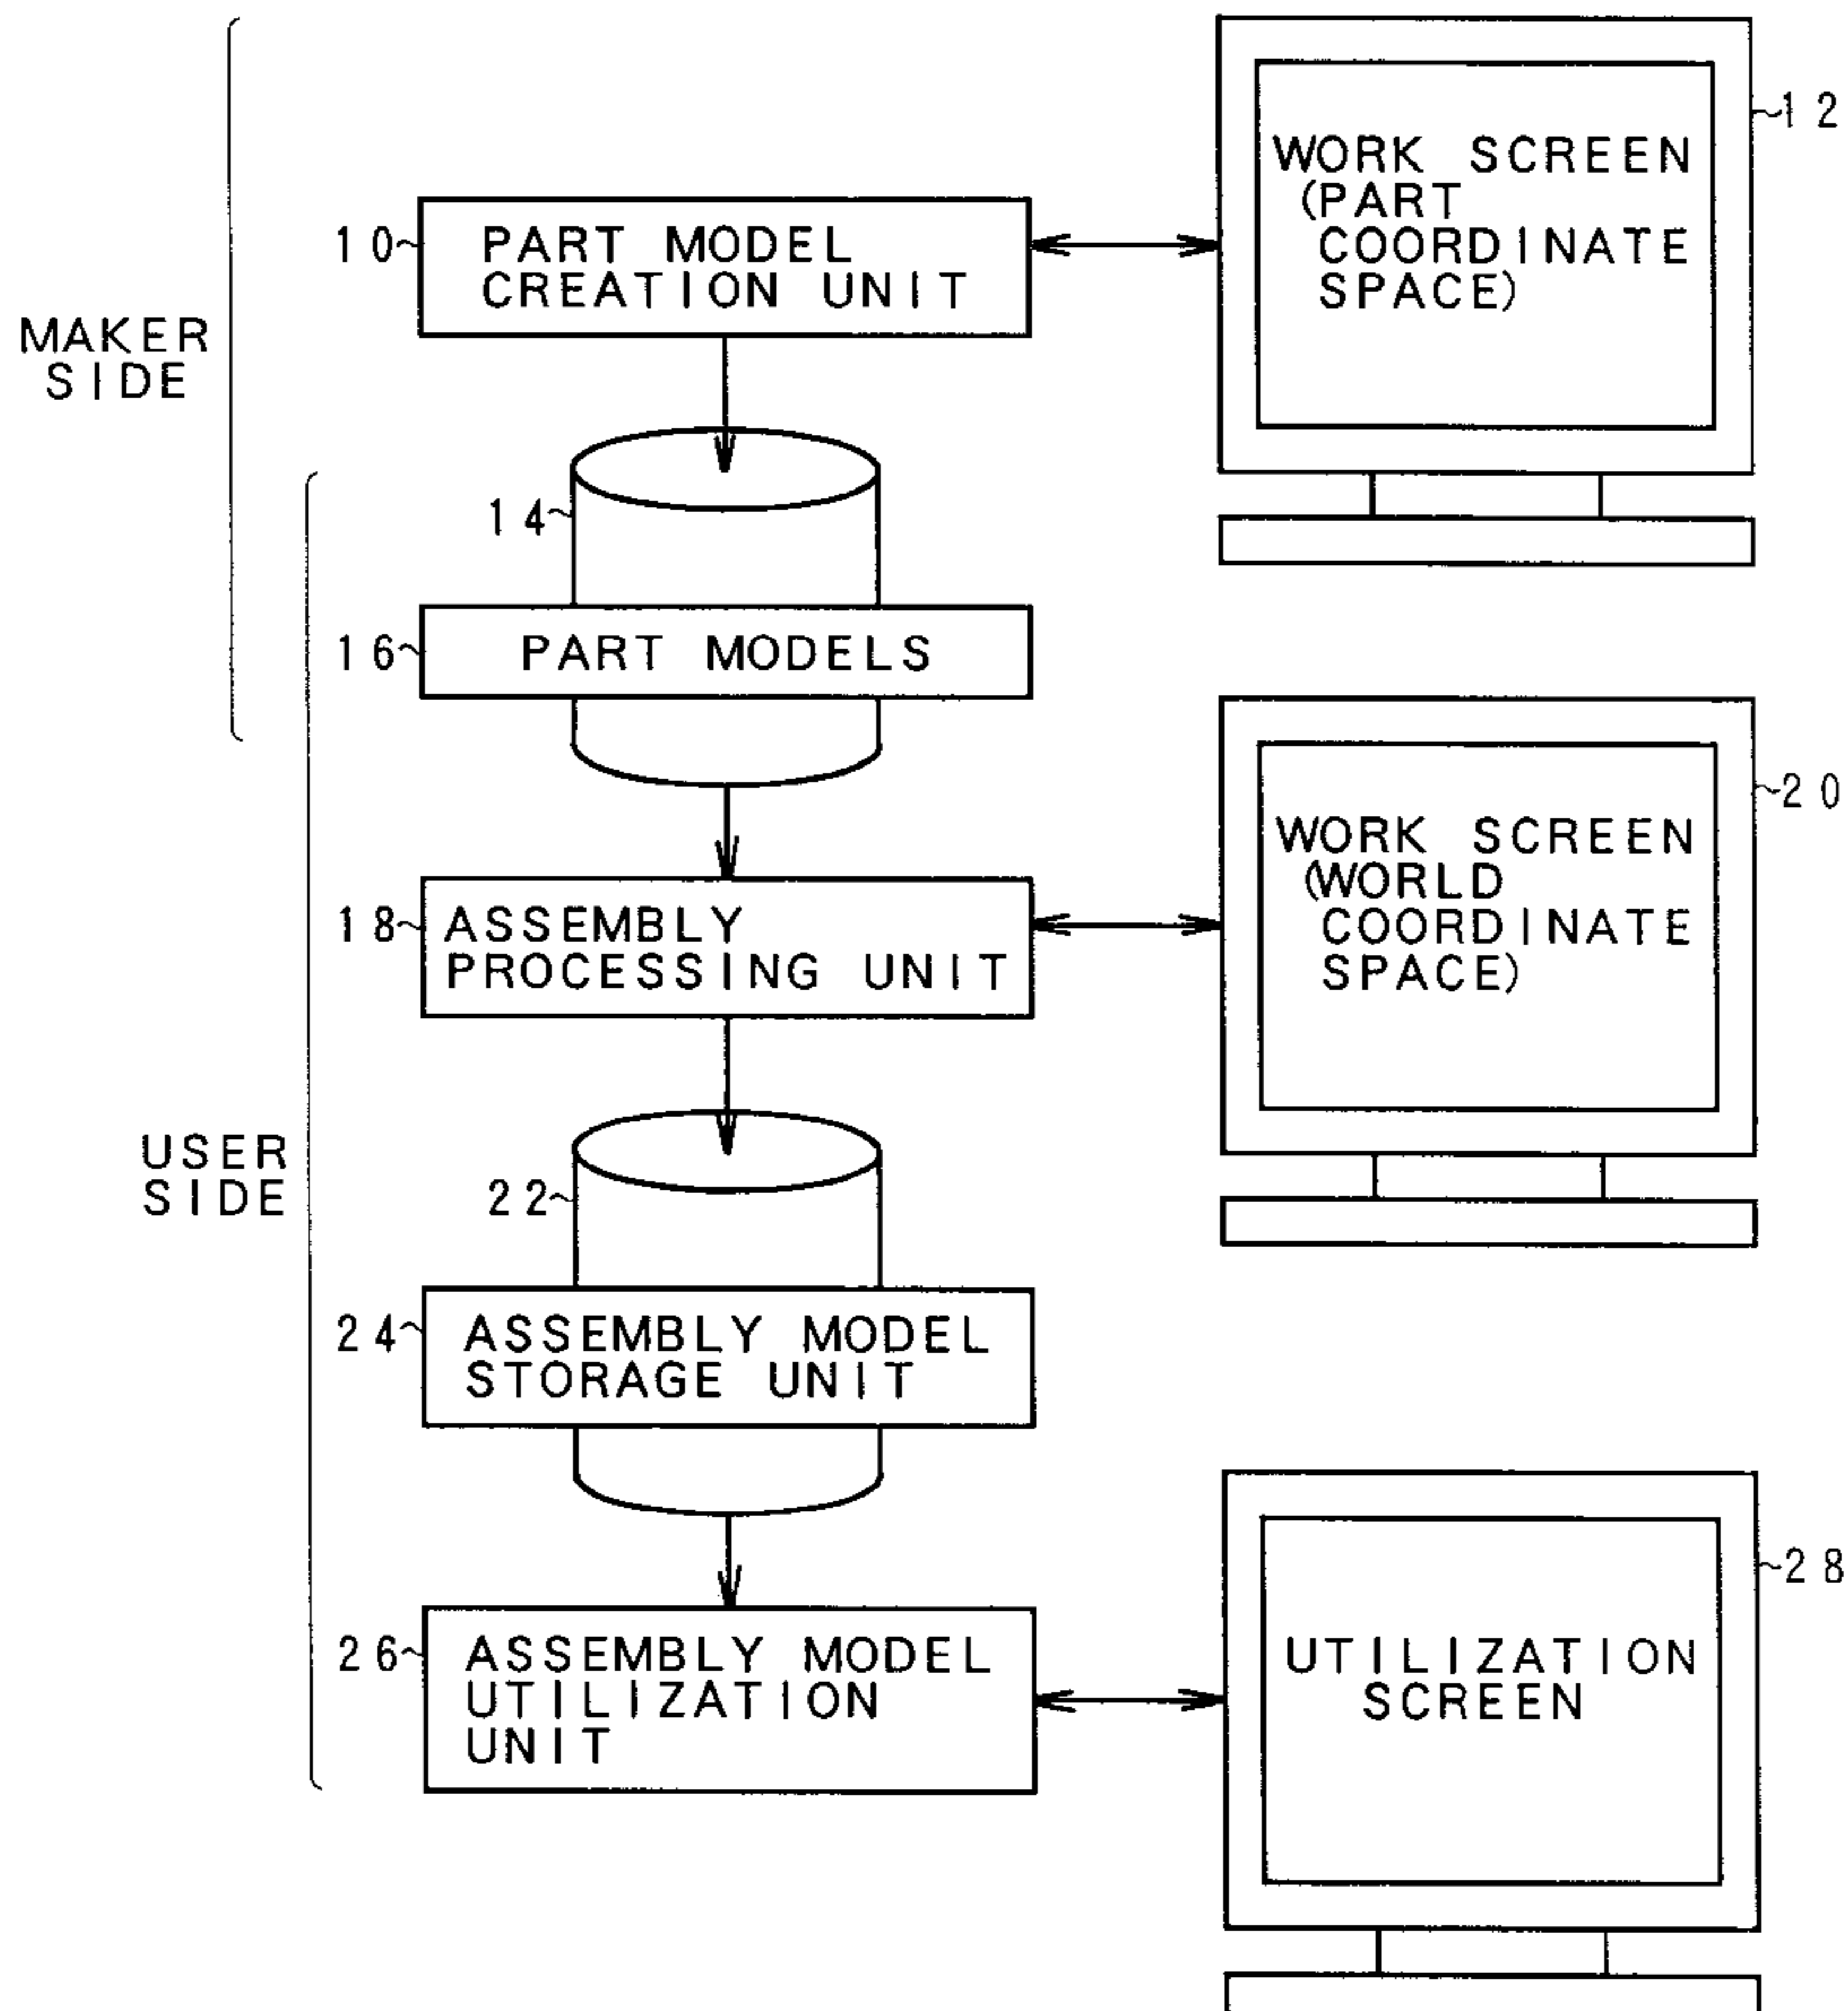 12
WORK SCREEN
(PART
COORDINATE
SPACE)
10
PART MODEL
CREATION UNIT
MAKER
SIDE
14
16
PART MODELS
20
WORK SCREEN
(WORLD
COORDINATE
SPACE)
18
ASSEMBLY
PROCESSING UNIT
USER
SIDE
22
24
ASSEMBLY MODEL
STORAGE UNIT
28
26
ASSEMBLY MODEL
UTILIZATION
UNIT
UTILIZATION
SCREEN